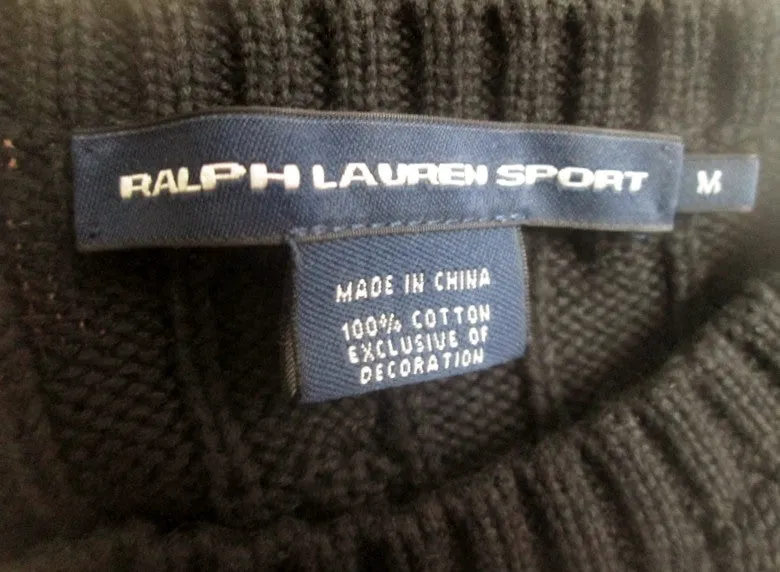 RALPH LAUREN SPORT
M
MADE IN CHINA
100% COTTON
EXCLUSIVE OF
DECORATION